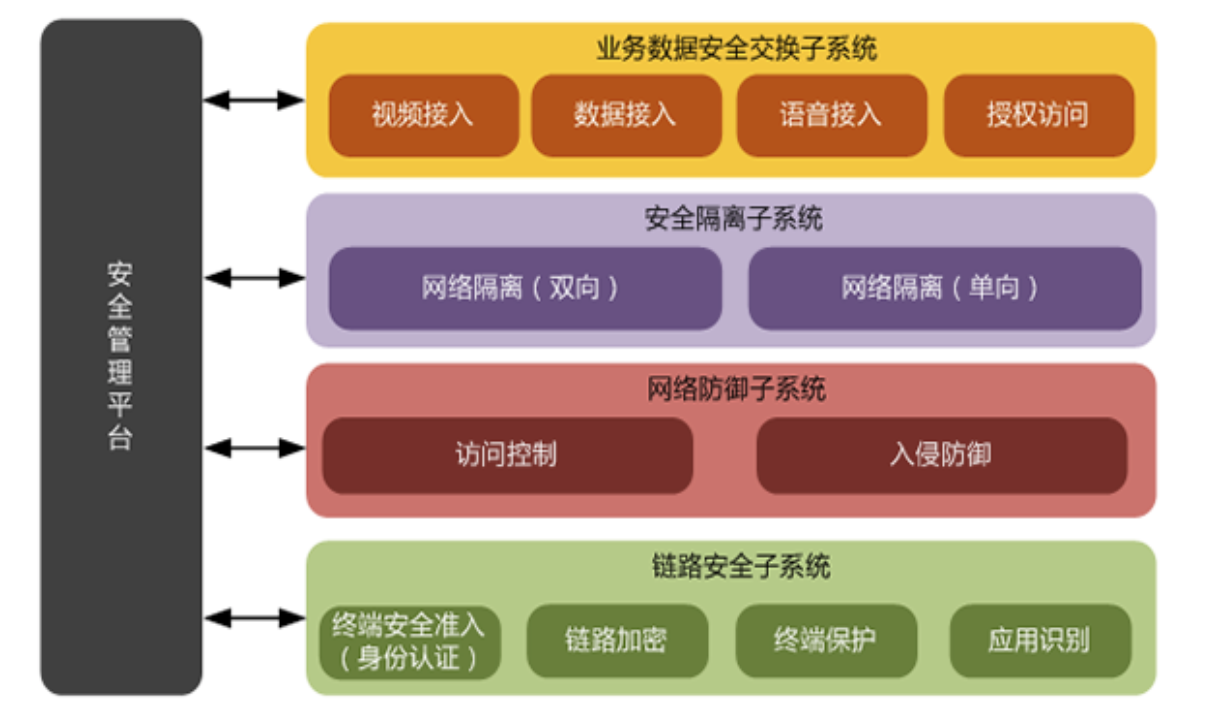 安全管理平台
业务数据安全交换子系统
视频接入
数据接入
语音接入
授权访问
安全隔离子系统
网络隔离（双向）
网络隔离（单向）
网络防御子系统
访问控制
入侵防御
链路安全子系统
终端安全准入
（身份认证）
链路加密
终端保护
应用识别